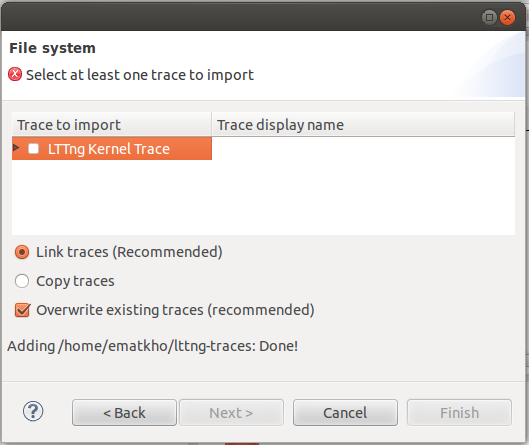 File system
Select at least one trace to import
Trace to import
Trace display name
LTTng Kernel Trace
Link traces (Recommended)
Copy traces
Overwrite existing traces (recommended)
Adding /home/ematkho/lttng-traces: Done!
?
< Back
Next >
Cancel
Finish